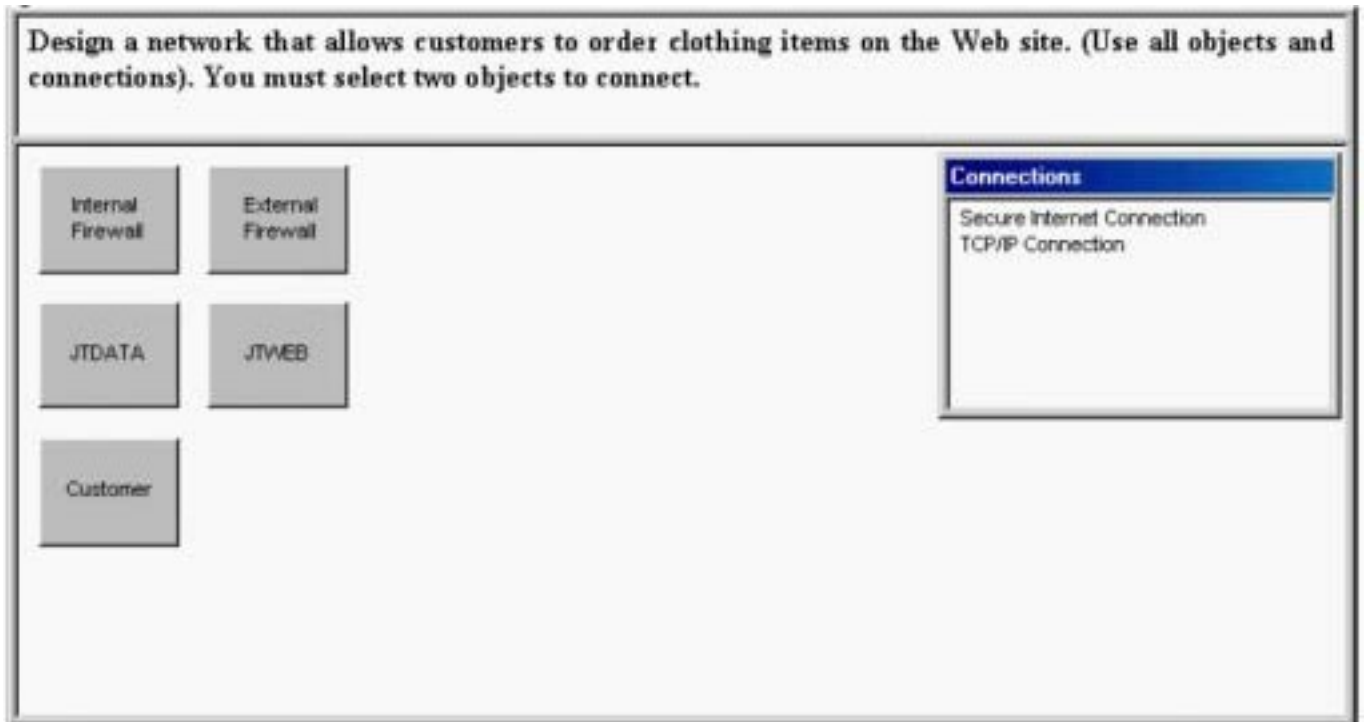 Design a network that allows customers to order clothing items on the Web site. (Use all objects and
connections). You must select two objects to connect.
Internal
Firewall
External
Firewall
Connections
Secure Internet Connection
TCP/IP Connection
JTDATA
JTWEB
Customer